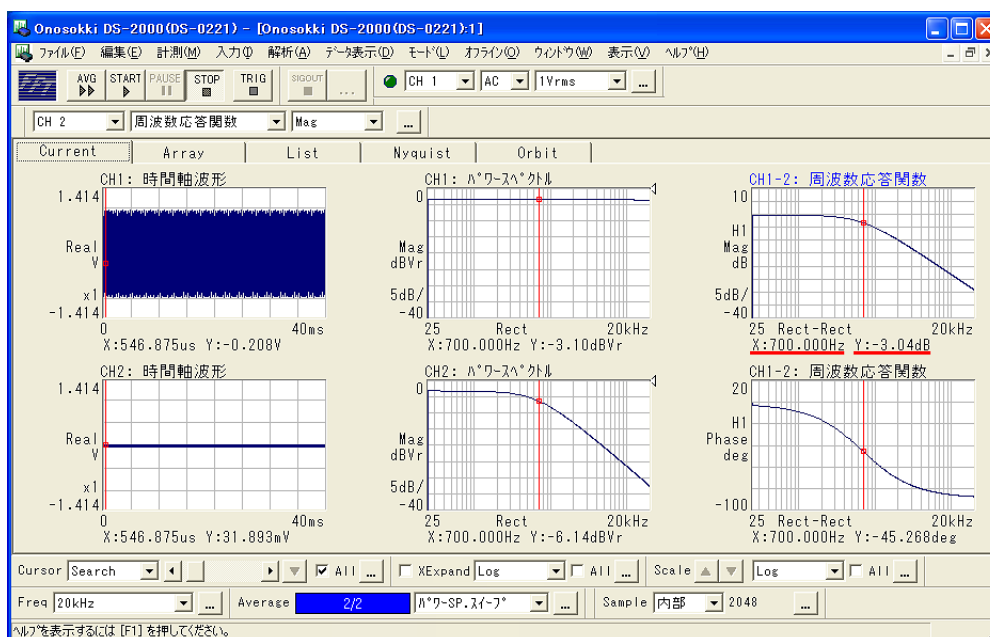 Onosokki DS-2000(DS-0221) - [Onosokki DS-2000(DS-0221):1]
ファイル(F) 編集(E) 計測(M) 入力(I) 解析(A) データ表示(D) モード(L) オフライン(O) ウィンドウ(W) 表示(V) ヘルプ(H)
AVG START PAUSE STOP TRIG SIGOUT ... CH 1 AC 1Vrms ...
CH 2 周波数応答関数 Mag ...
Current Array List Nyquist Orbit
CH1: 時間軸波形
1.414
Real
V
x1
-1.414
0 40ms
X:546.875us Y:-0.208V
CH1: パワースペクトル
0
Mag
dBVr
5dB/
-40
25 Rect 20kHz
X:700.000Hz Y:-3.10dBVr
CH1-2: 周波数応答関数
10
H1
Mag
dB
5dB/
-40
25 Rect-Rect 20kHz
X:700.000Hz Y:-3.04dB
CH2: 時間軸波形
1.414
Real
V
x1
-1.414
0 40ms
X:546.875us Y:31.893mV
CH2: パワースペクトル
0
Mag
dBVr
5dB/
-40
25 Rect 20kHz
X:700.000Hz Y:-6.14dBVr
CH1-2: 周波数応答関数
20
H1
Phase
deg
-100
25 Rect-Rect 20kHz
X:700.000Hz Y:-45.268deg
Cursor Search All ... XExpand Log All ... Scale Log All ...
Freq 20kHz ... Average 2/2 パワーSP.スイープ ... Sample 内部 2048 ...
ヘルプを表示するには [F1] を押してください。